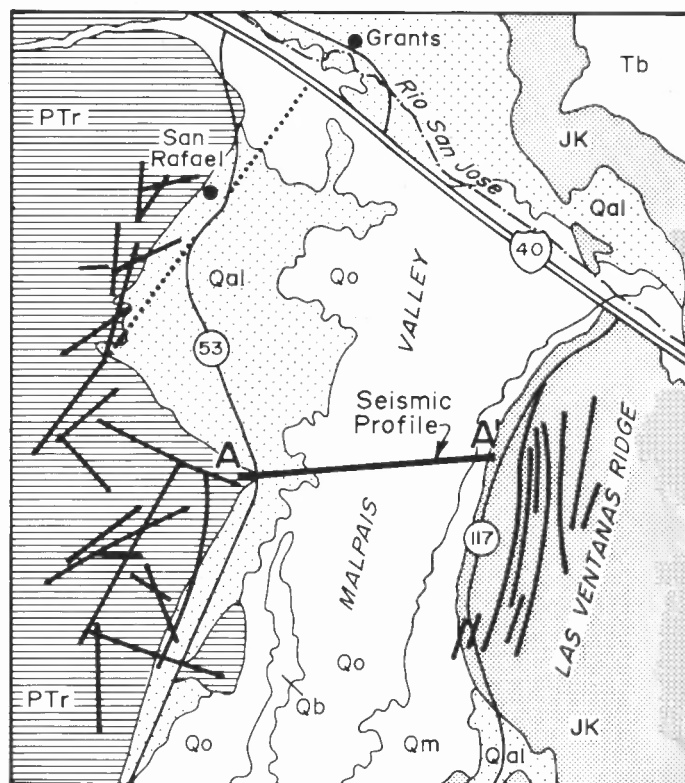 Grants
Tb
PTr
Rio San Jose
JK
San
Rafael
Qal
40
Qal
Qo
VALLEY
53
Seismic
Profile
A
A'
LAS VENTANAS RIDGE
117
MALPAIS
Qo
Qb
PTr
Qo
Qm
Qal
JK